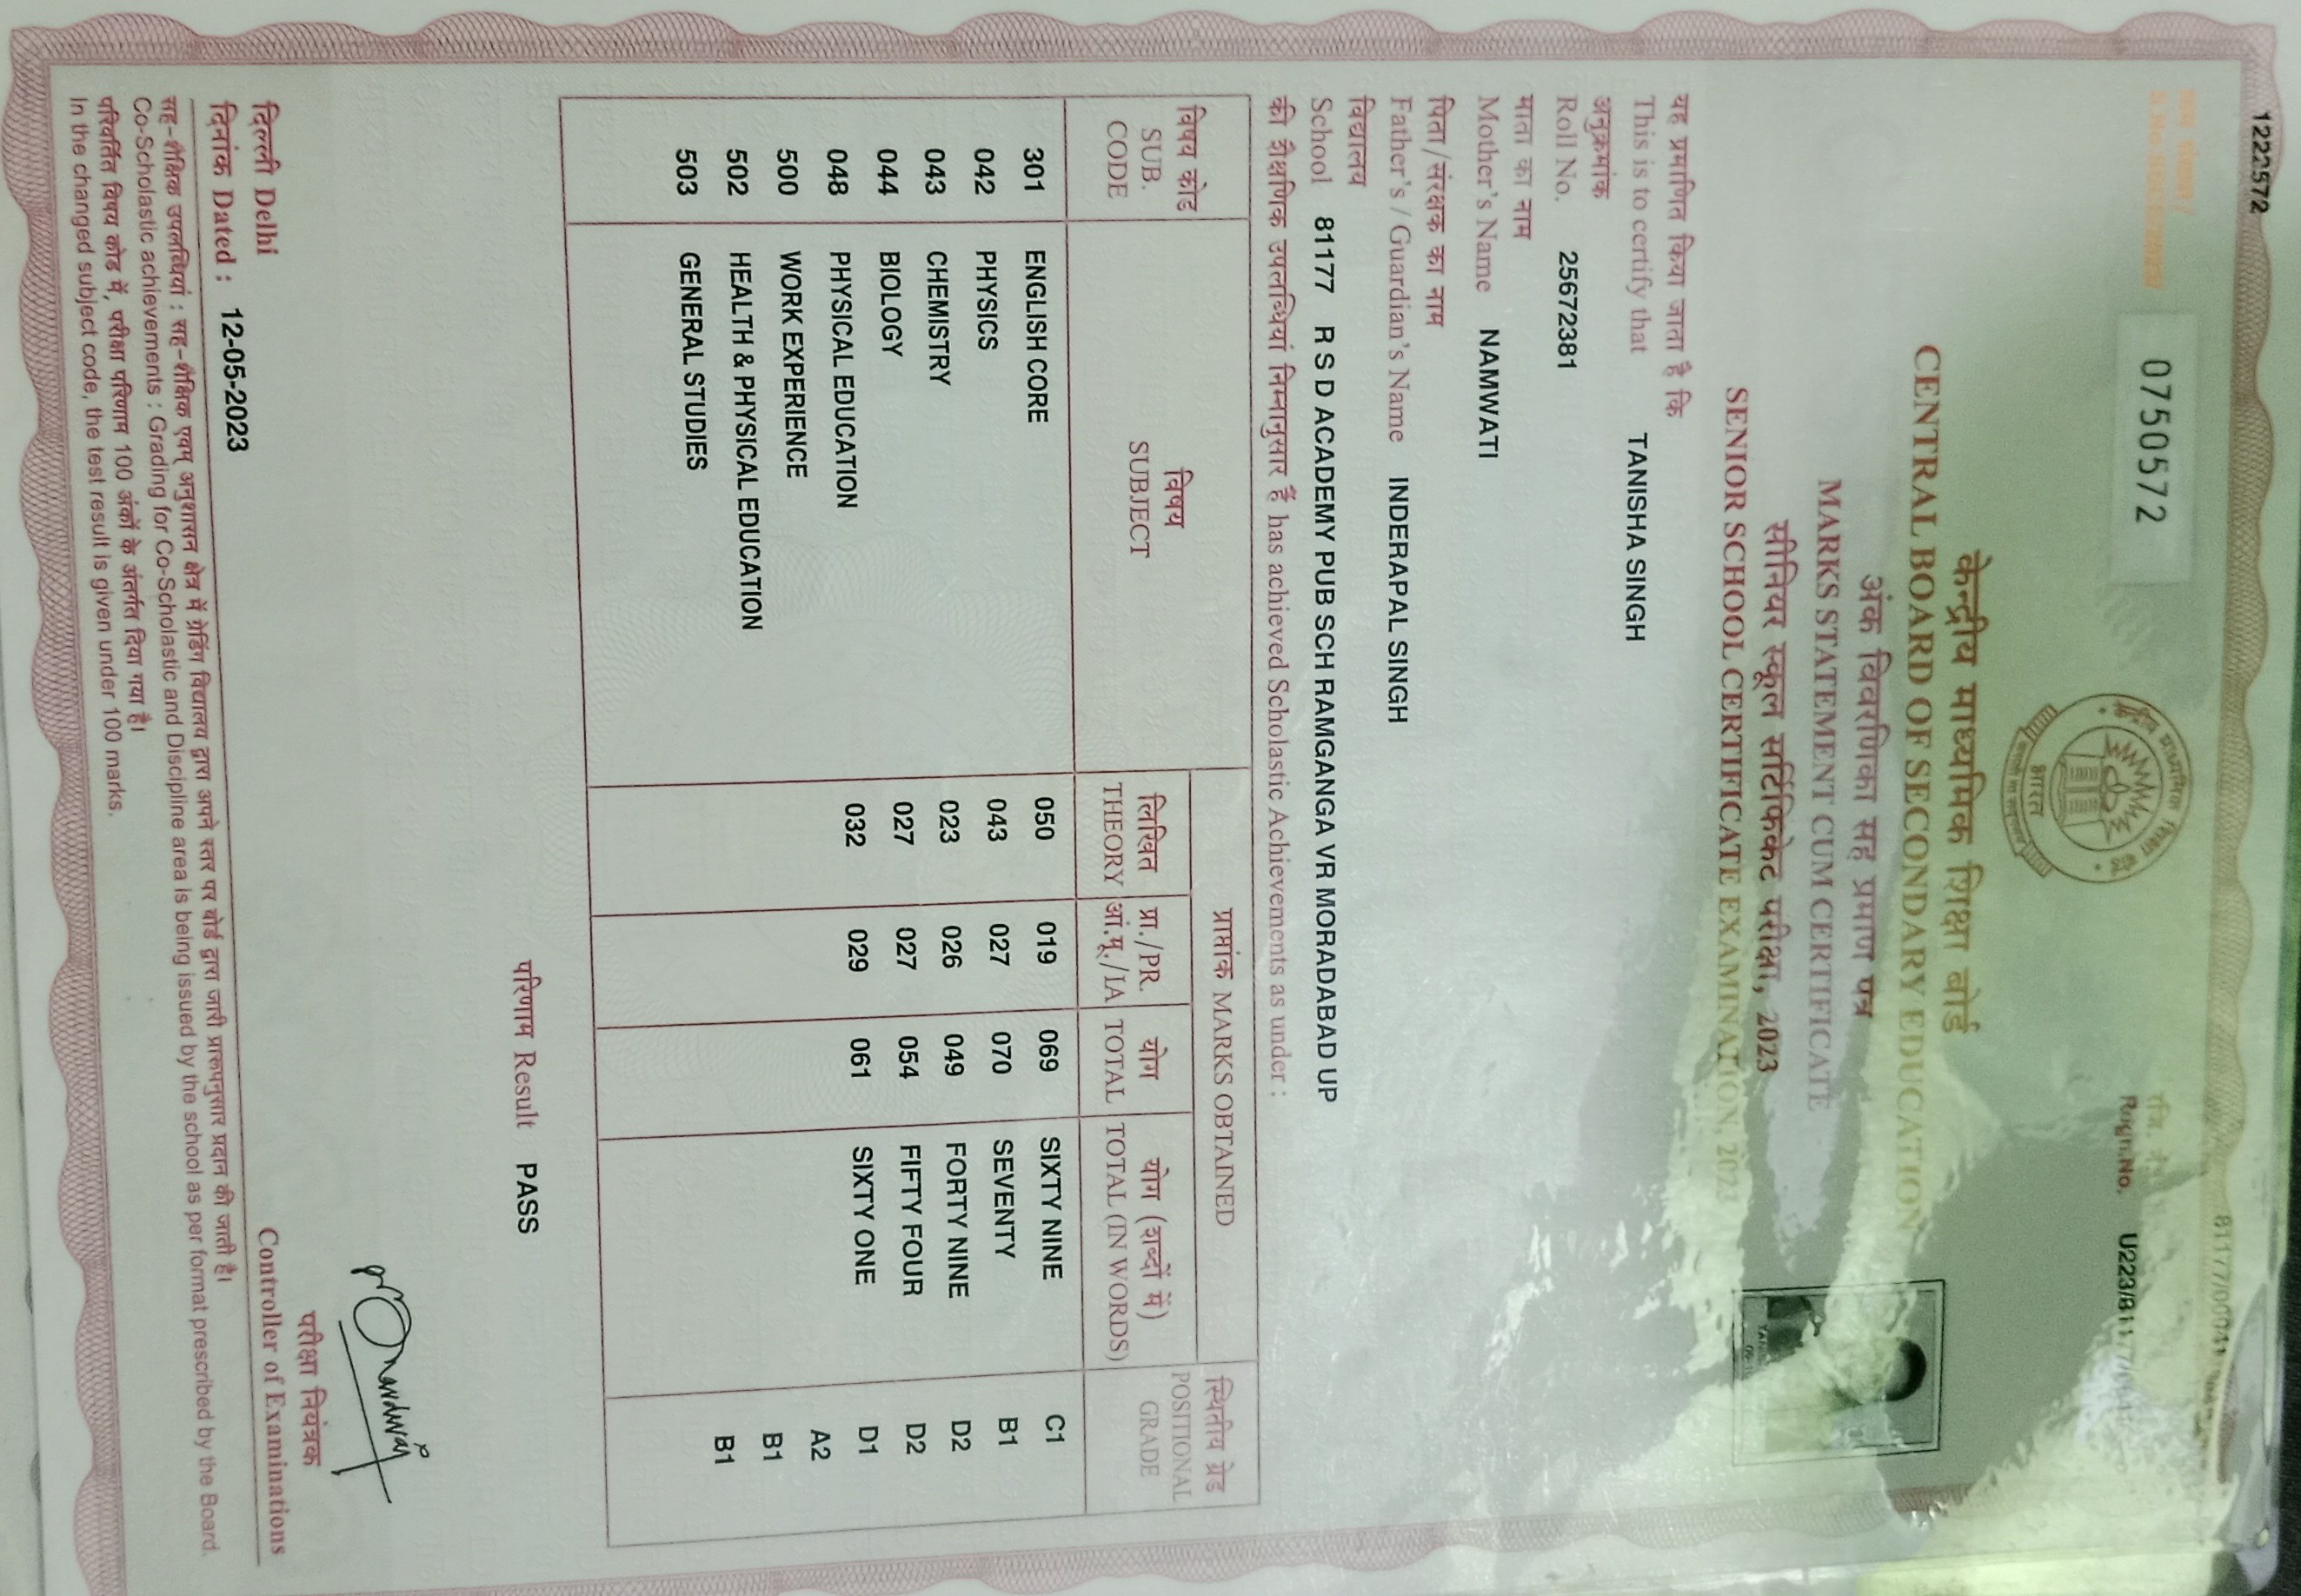 1222572
81177/0004
0750572
रजि. नं.
Regn.No. U223/81177/00
भारत
केन्द्रीय माध्यमिक शिक्षा बोर्ड
CENTRAL BOARD OF SECONDARY EDUCATION
अंक विवरणिका सह प्रमाण पत्र
MARKS STATEMENT CUM CERTIFICATE
सीनियर स्कूल सर्टिफिकेट परीक्षा, 2023
SENIOR SCHOOL CERTIFICATE EXAMINATION, 2023
यह प्रमाणित किया जाता है कि
This is to certify that TANISHA SINGH
अनुक्रमांक
Roll No. 25672381
माता का नाम
Mother's Name NAMWATI
पिता/संरक्षक का नाम
Father's / Guardian's Name INDERAPAL SINGH
विद्यालय
School 81177 R S D ACADEMY PUB SCH RAMGANGA VR MORADABAD UP
की शैक्षणिक उपलब्धियां निम्नानुसार हैं has achieved Scholastic Achievements as under :
विषय कोड विषय प्राप्तांक MARKS OBTAINED स्थितीय ग्रेड
SUB. CODE SUBJECT लिखित THEORY प्रा./PR. आं.मू./IA योग TOTAL योग (शब्दों में) TOTAL (IN WORDS) POSITIONAL GRADE
301 ENGLISH CORE 050 019 069 SIXTY NINE C1
042 PHYSICS 043 027 070 SEVENTY B1
043 CHEMISTRY 023 026 049 FORTY NINE D2
044 BIOLOGY 027 027 054 FIFTY FOUR D2
048 PHYSICAL EDUCATION 032 029 061 SIXTY ONE D1
500 WORK EXPERIENCE A2
502 HEALTH & PHYSICAL EDUCATION B1
503 GENERAL STUDIES B1
परिणाम Result PASS
दिल्ली Delhi
दिनांक Dated : 12-05-2023
परीक्षा नियंत्रक
Controller of Examinations
सह-शैक्षिक उपलब्धियां : सह-शैक्षिक एवम् अनुशासन क्षेत्र में ग्रेडिंग विद्यालय द्वारा अपने स्तर पर बोर्ड द्वारा जारी प्रारूपनुसार प्रदान की जाती है।
Co-Scholastic achievements : Grading for Co-Scholastic and Discipline area is being issued by the school as per format prescribed by the Board.
परिवर्तित विषय कोड में, परीक्षा परिणाम 100 अंकों के अंतर्गत दिया गया है।
In the changed subject code, the test result is given under 100 marks.